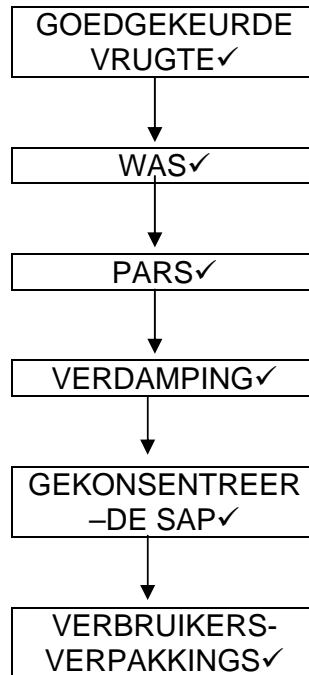 GOEDGEKEURDE
VRUGTE✓
WAS✓
PARS✓
VERDAMPING✓
GEKONSENTREER
–DE SAP✓
VERBRUIKERS-
VERPAKKINGS✓